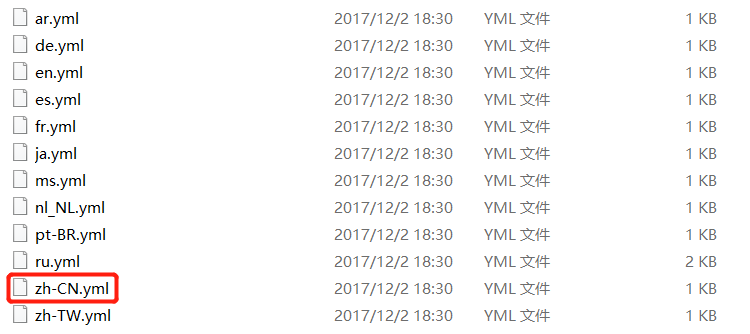 ar.yml 2017/12/2 18:30 YML 文件 1 KB
de.yml 2017/12/2 18:30 YML 文件 1 KB
en.yml 2017/12/2 18:30 YML 文件 1 KB
es.yml 2017/12/2 18:30 YML 文件 1 KB
fr.yml 2017/12/2 18:30 YML 文件 1 KB
ja.yml 2017/12/2 18:30 YML 文件 1 KB
ms.yml 2017/12/2 18:30 YML 文件 1 KB
nl_NL.yml 2017/12/2 18:30 YML 文件 1 KB
pt-BR.yml 2017/12/2 18:30 YML 文件 1 KB
ru.yml 2017/12/2 18:30 YML 文件 2 KB
zh-CN.yml 2017/12/2 18:30 YML 文件 1 KB
zh-TW.yml 2017/12/2 18:30 YML 文件 1 KB